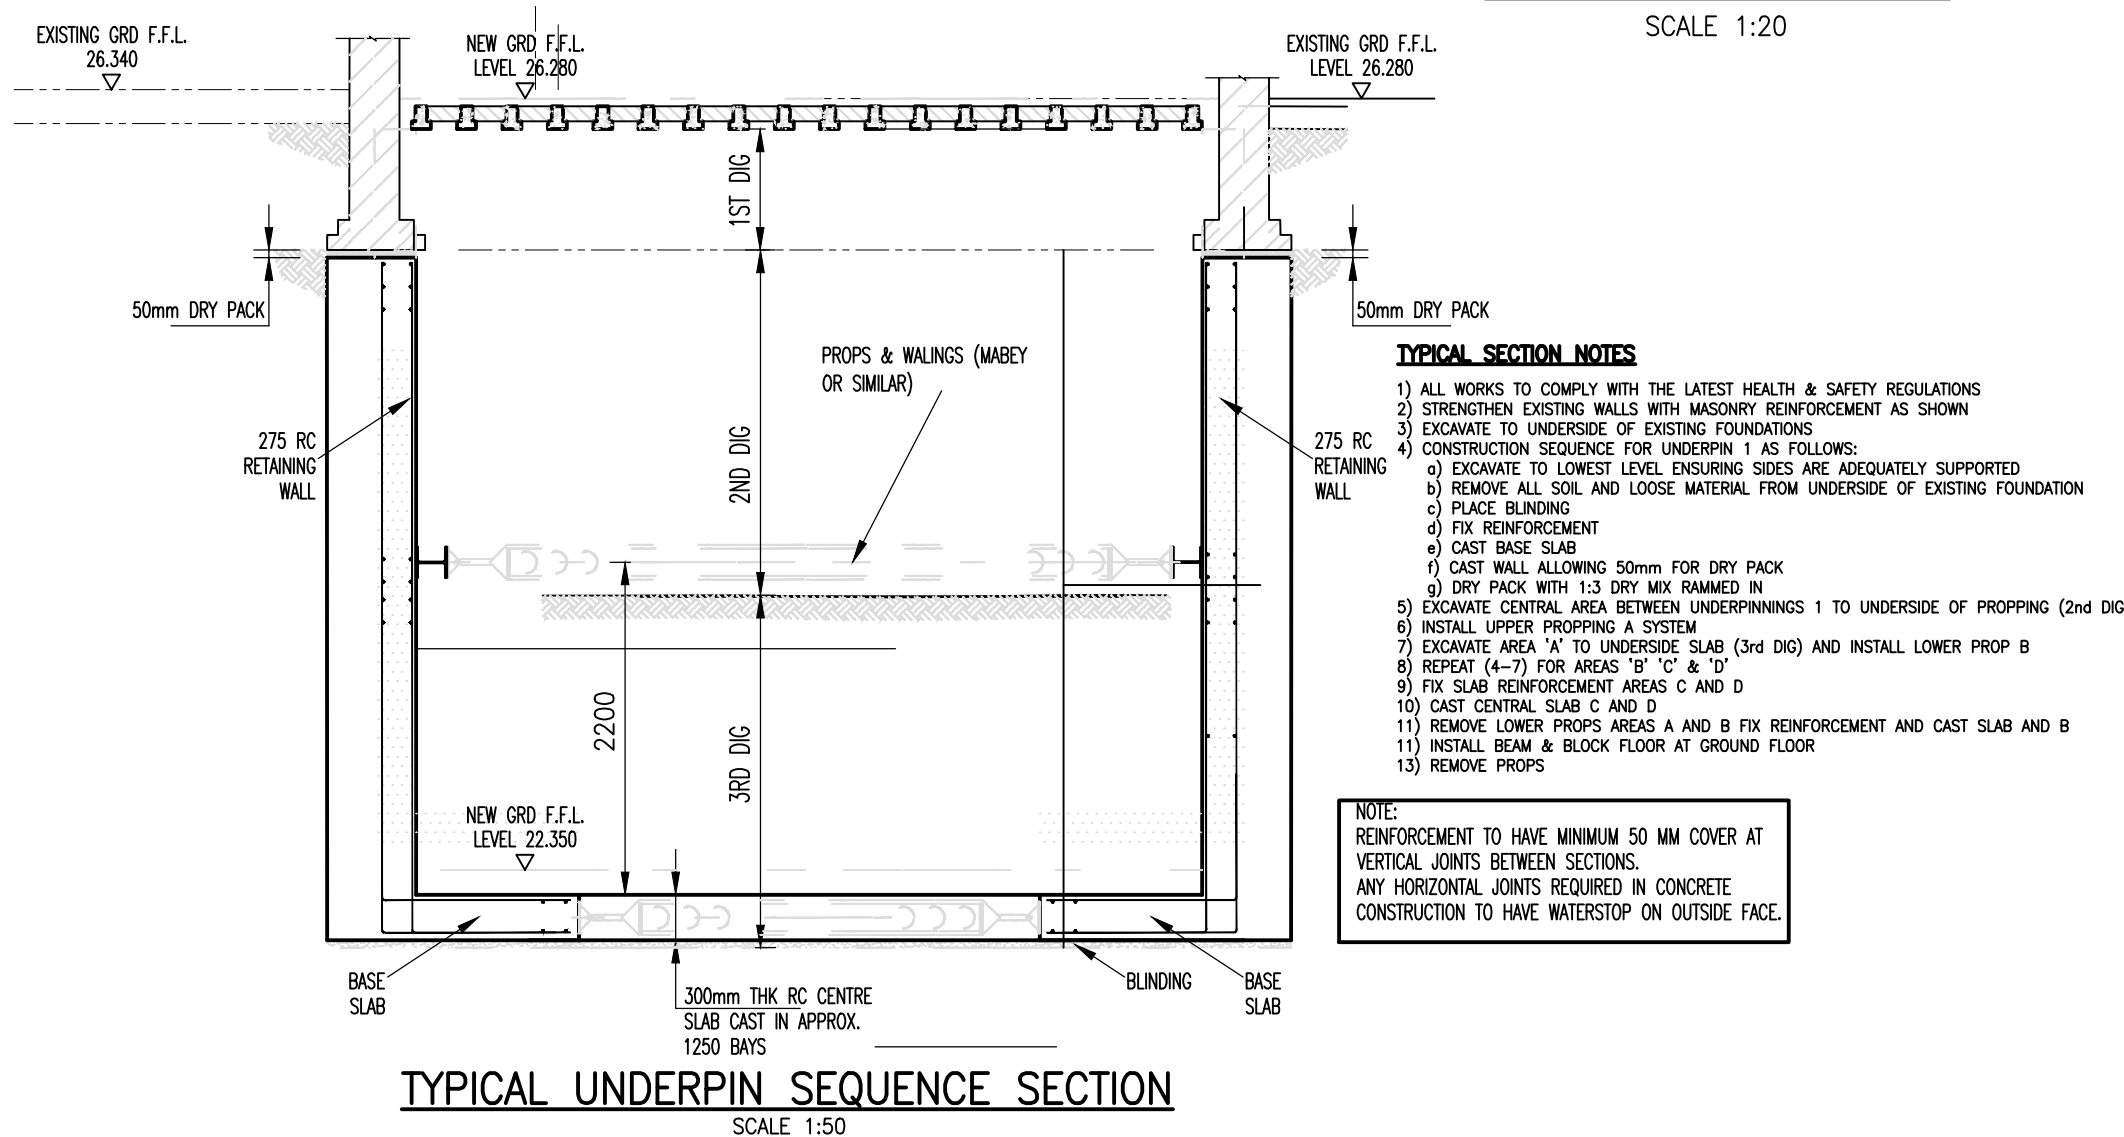 SCALE 1:20
EXISTING GRD F.F.L.
26.340
NEW GRD F.F.L.
LEVEL 26.280
EXISTING GRD F.F.L.
LEVEL 26.280
1ST DIG
50mm DRY PACK
50mm DRY PACK
PROPS & WALINGS (MABEY
OR SIMILAR)
2ND DIG
275 RC
RETAINING
WALL
275 RC
RETAINING
WALL
2200
3RD DIG
NEW GRD F.F.L.
LEVEL 22.350
BASE
SLAB
300mm THK RC CENTRE
SLAB CAST IN APPROX.
1250 BAYS
BLINDING
BASE
SLAB
TYPICAL SECTION NOTES
1) ALL WORKS TO COMPLY WITH THE LATEST HEALTH & SAFETY REGULATIONS
2) STRENGTHEN EXISTING WALLS WITH MASONRY REINFORCEMENT AS SHOWN
3) EXCAVATE TO UNDERSIDE OF EXISTING FOUNDATIONS
4) CONSTRUCTION SEQUENCE FOR UNDERPIN 1 AS FOLLOWS:
a) EXCAVATE TO LOWEST LEVEL ENSURING SIDES ARE ADEQUATELY SUPPORTED
b) REMOVE ALL SOIL AND LOOSE MATERIAL FROM UNDERSIDE OF EXISTING FOUNDATION
c) PLACE BLINDING
d) FIX REINFORCEMENT
e) CAST BASE SLAB
f) CAST WALL ALLOWING 50mm FOR DRY PACK
g) DRY PACK WITH 1:3 DRY MIX RAMMED IN
5) EXCAVATE CENTRAL AREA BETWEEN UNDERPINNINGS 1 TO UNDERSIDE OF PROPPING (2nd DIG
6) INSTALL UPPER PROPPING A SYSTEM
7) EXCAVATE AREA 'A' TO UNDERSIDE SLAB (3rd DIG) AND INSTALL LOWER PROP B
8) REPEAT (4-7) FOR AREAS 'B' 'C' & 'D'
9) FIX SLAB REINFORCEMENT AREAS C AND D
10) CAST CENTRAL SLAB C AND D
11) REMOVE LOWER PROPS AREAS A AND B FIX REINFORCEMENT AND CAST SLAB AND B
11) INSTALL BEAM & BLOCK FLOOR AT GROUND FLOOR
13) REMOVE PROPS
NOTE:
REINFORCEMENT TO HAVE MINIMUM 50 MM COVER AT
VERTICAL JOINTS BETWEEN SECTIONS.
ANY HORIZONTAL JOINTS REQUIRED IN CONCRETE
CONSTRUCTION TO HAVE WATERSTOP ON OUTSIDE FACE.
TYPICAL UNDERPIN SEQUENCE SECTION
SCALE 1:50